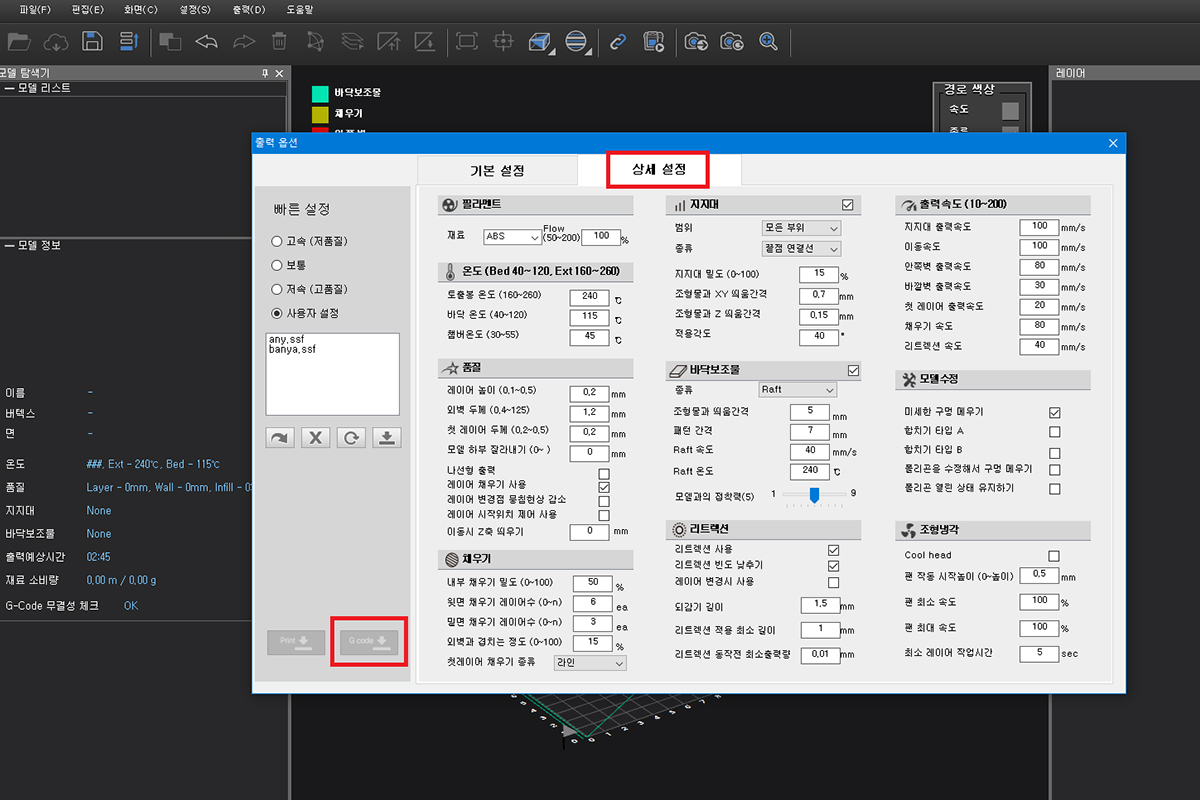 파일(F) 편집(E) 화면(C) 설정(S) 출력(D) 도움말
모델 탐색기
모델 리스트
바닥보조물
채우기
레이어
경로 색상
속도
종류
모델 정보
이름 -
버텍스 -
면 -
온도 ###, Ext - 240℃, Bed - 115℃
품질 Layer - 0mm, Wall - 0mm, Infill - 0
지지대 None
바닥보조물 None
출력예상시간 02:45
재료 소비량 0,00 m / 0,00 g
G-Code 무결성 체크 OK
출력 옵션
기본 설정
상세 설정
빠른 설정
고속 (저품질)
보통
저속 (고품질)
사용자 설정
any,ssf
banya,ssf
Print
G code
필라멘트
재료 ABS Flow (50~200) 100 %
온도 (Bed 40~120, Ext 160~260)
토출봉 온도 (160~260) 240 ℃
바닥 온도 (40~120) 115 ℃
챔버온도 (30~55) 45 ℃
품질
레이어 높이 (0,1~0,5) 0,2 mm
외벽 두께 (0,4~125) 1,2 mm
첫 레이어 두께 (0,2~0,5) 0,2 mm
모델 하부 잘라내기 (0~ ) 0 mm
나선형 출력
레이어 채우기 사용
레이어 변경점 뭉침현상 감소
레이어 시작위치 제어 사용
이동시 Z축 띄우기 0 mm
채우기
내부 채우기 밀도 (0~100) 50 %
윗면 채우기 레이어수 (0~n) 6 ea
밑면 채우기 레이어수 (0~n) 3 ea
외벽과 겹치는 정도 (0~100) 15 %
첫레이어 채우기 종류 라인
지지대
범위 모든 부위
종류 끝점 연결선
지지대 밀도 (0~100) 15 %
조형물과 XY 띄움간격 0,7 mm
조형물과 Z 띄움간격 0,15 mm
적용각도 40 °
바닥보조물
종류 Raft
조형물과 띄움간격 5 mm
패턴 간격 7 mm
Raft 속도 40 mm/s
Raft 온도 240 ℃
모델과의 접착력(5) 1 9
리트렉션
리트렉션 사용
리트렉션 빈도 낮추기
레이어 변경시 사용
되감기 길이 1,5 mm
리트렉션 적용 최소 길이 1 mm
리트렉션 동작전 최소출력량 0,01 mm
출력속도 (10~200)
지지대 출력속도 100 mm/s
이동속도 100 mm/s
안쪽벽 출력속도 80 mm/s
바깥벽 출력속도 30 mm/s
첫 레이어 출력속도 20 mm/s
채우기 속도 80 mm/s
리트렉션 속도 40 mm/s
모델수정
미세한 구멍 메우기
합치기 타입 A
합치기 타입 B
폴리곤을 수정해서 구멍 메우기
폴리곤 열린 상태 유지하기
조형냉각
Cool head
팬 작동 시작높이 (0~높이) 0,5 mm
팬 최소 속도 100 %
팬 최대 속도 100 %
최소 레이어 작업시간 5 sec